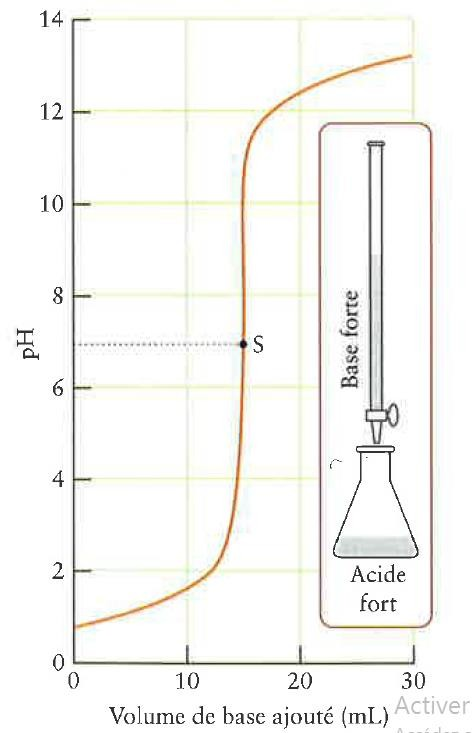 14
12
10
8
6
4
2
0
pH
S
Base forte
Acide
fort
0 10 20 30
Volume de base ajouté (mL)
Activer